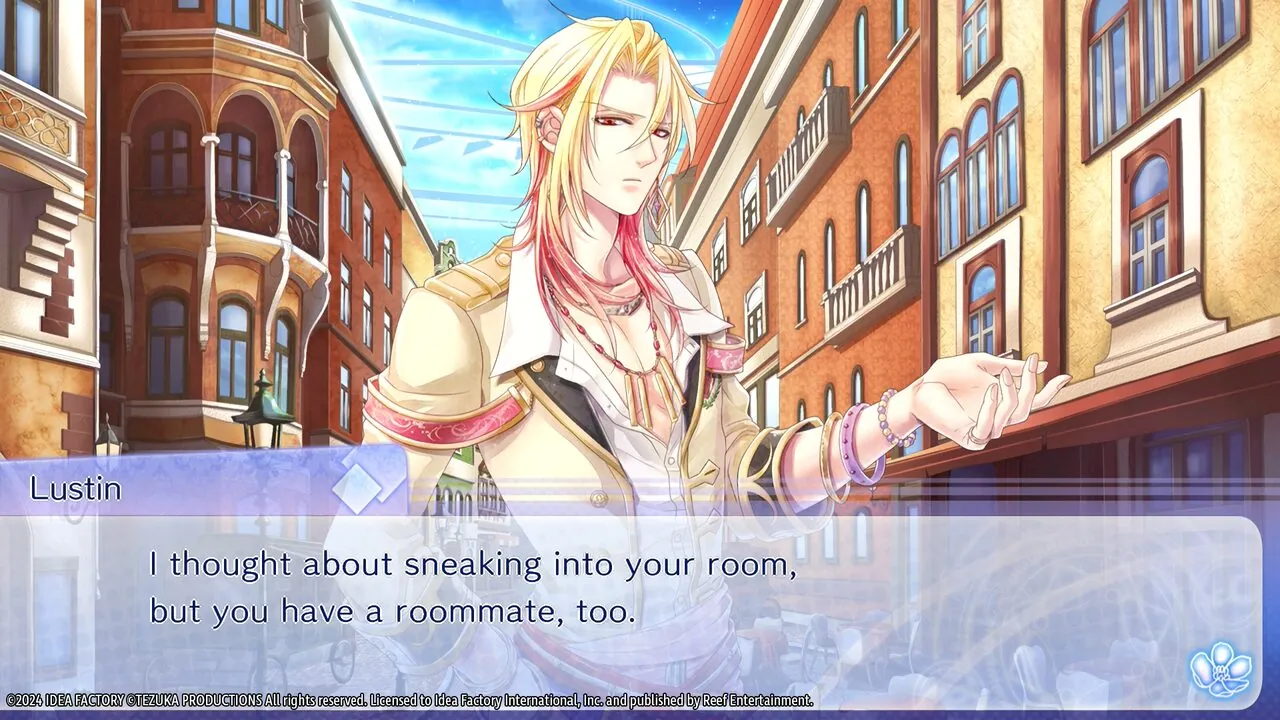 Lustin
I thought about sneaking into your room,
but you have a roommate, too.
©2024 IDEA FACTORY ©TEZUKA PRODUCTIONS All rights reserved. Licensed to Idea Factory International, Inc. and published by Reef Entertainment.